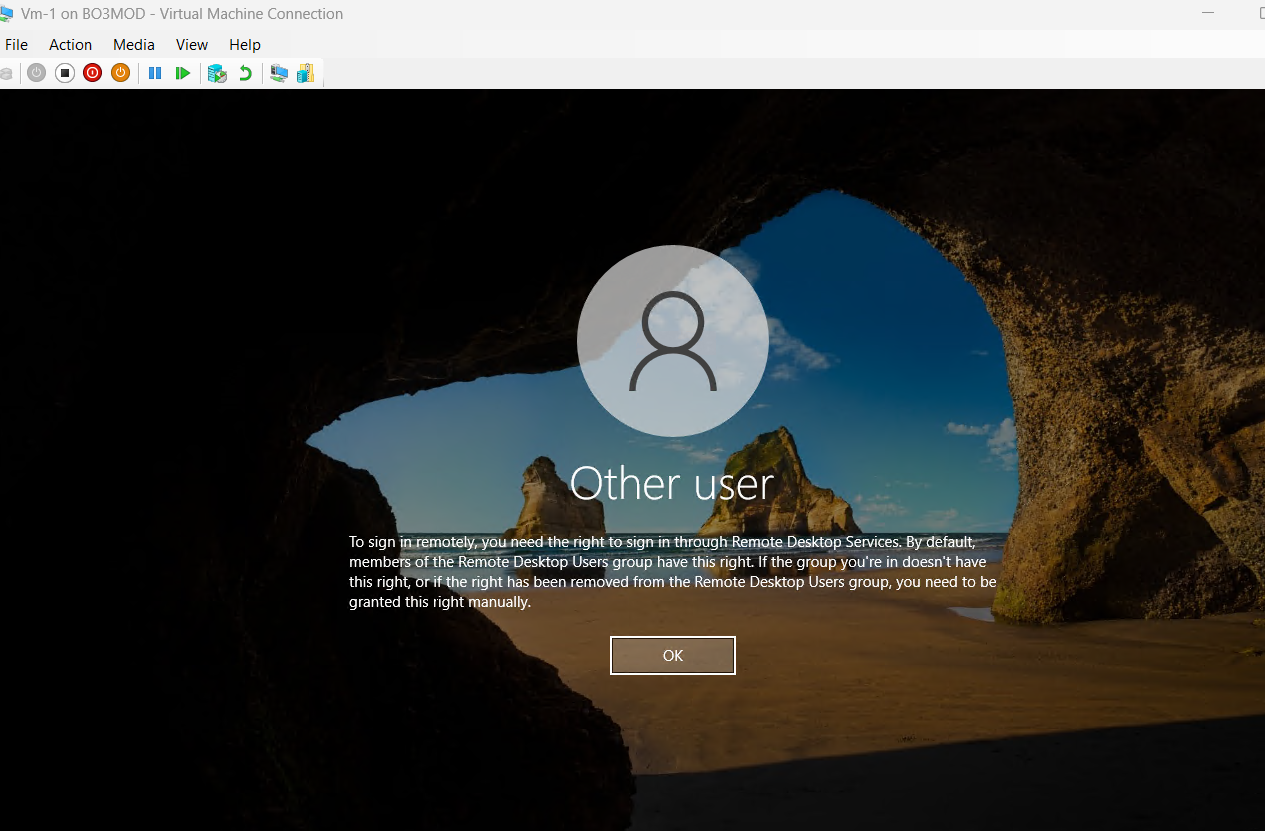 Vm-1 on BO3MOD - Virtual Machine Connection
File Action Media View Help
Other user
To sign in remotely, you need the right to sign in through Remote Desktop Services. By default,
members of the Remote Desktop Users group have this right. If the group you're in doesn't have
this right, or if the right has been removed from the Remote Desktop Users group, you need to be
granted this right manually.
OK